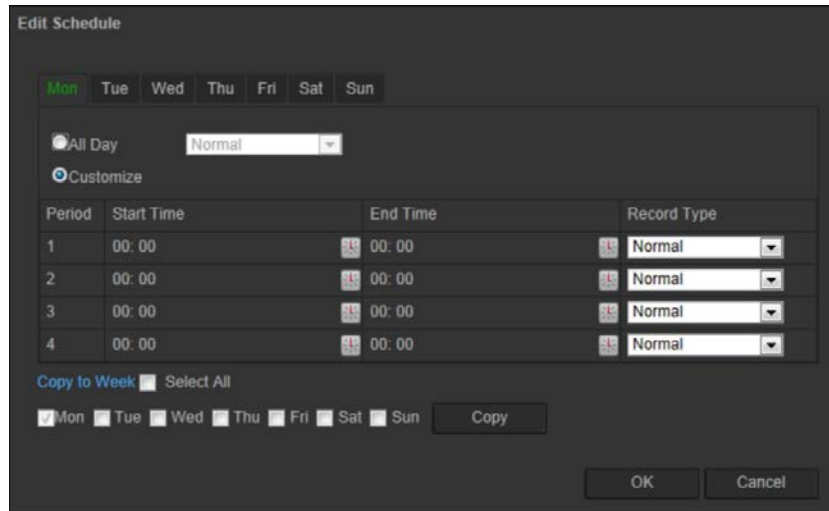 Edit Schedule
Mon Tue Wed Thu Fri Sat Sun
All Day Normal
Customize
Period Start Time End Time Record Type
1 00: 00 00: 00 Normal
2 00: 00 00: 00 Normal
3 00: 00 00: 00 Normal
4 00: 00 00: 00 Normal
Copy to Week Select All
Mon Tue Wed Thu Fri Sat Sun Copy
OK Cancel